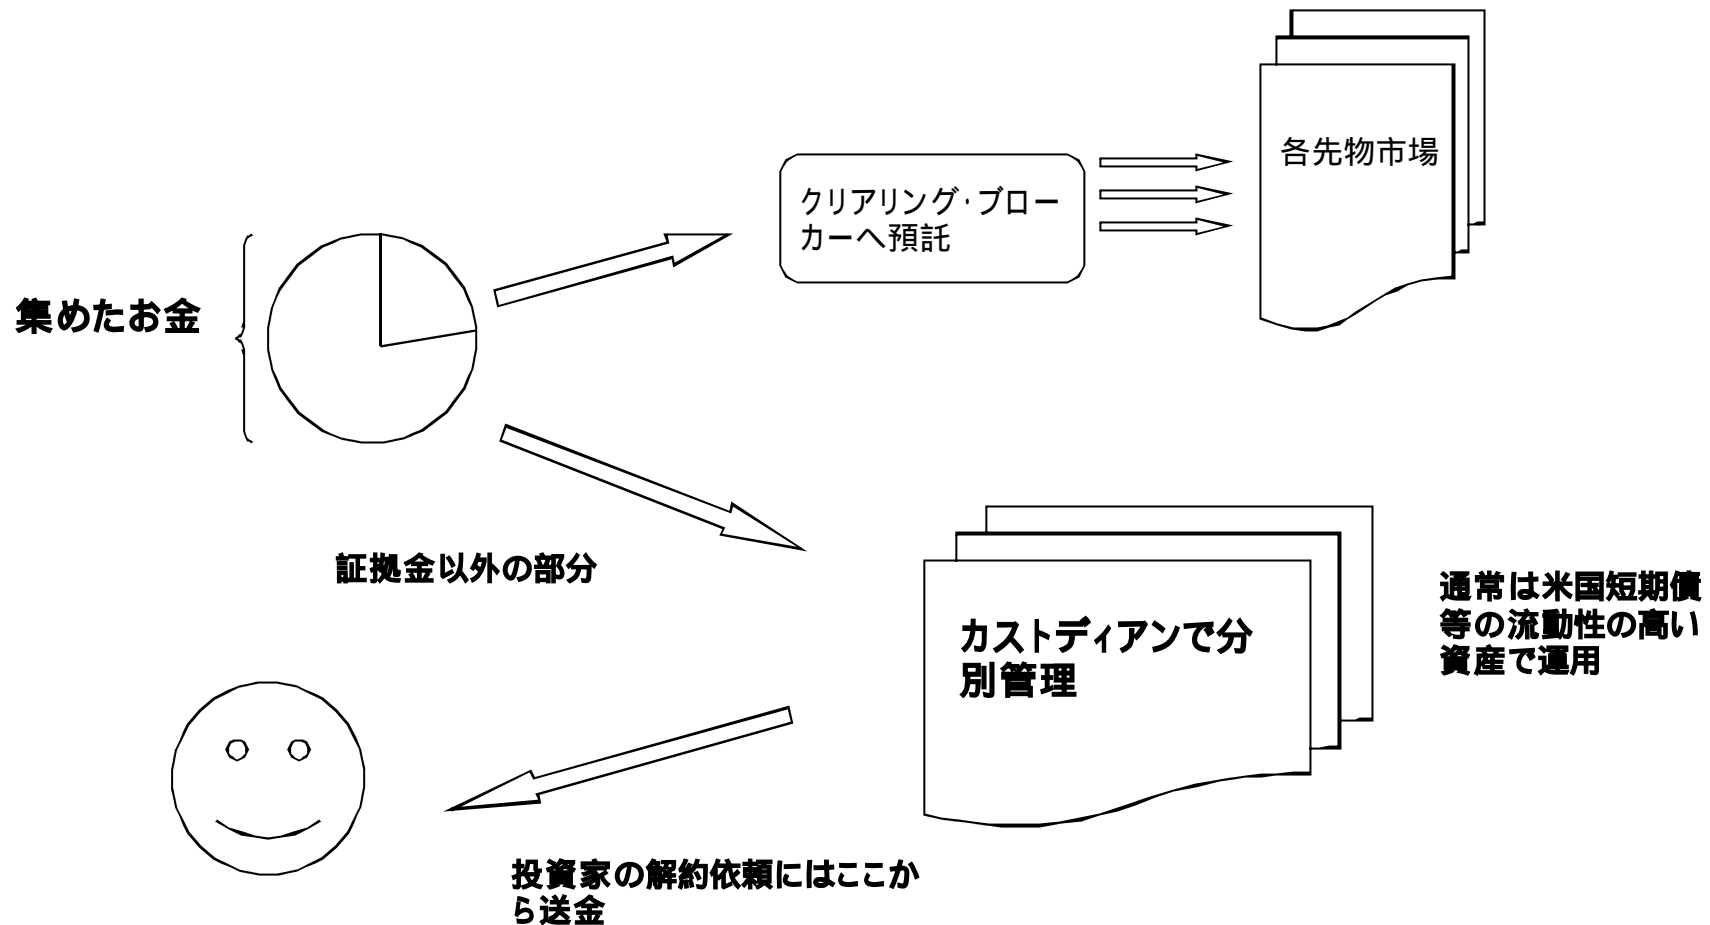 各先物市場
クリアリング・ブロー
カーへ預託
集めたお金
証拠金以外の部分
カストディアンで分
別管理
通常は米国短期債
等の流動性の高い
資産で運用
投資家の解約依頼にはここか
ら送金